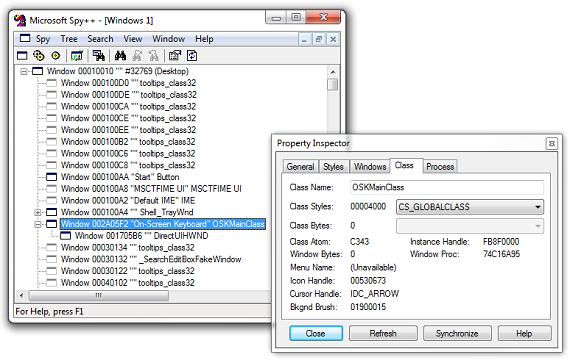 Microsoft Spy++ - [Windows 1]
Spy Tree Search View Window Help
Window 00010010 "" #32769 (Desktop)
Window 000100D0 "" tooltips_class32
Window 000100DE "" tooltips_class32
Window 000100CA "" tooltips_class32
Window 000100CE "" tooltips_class32
Window 000100EE "" tooltips_class32
Window 000100B2 "" tooltips_class32
Window 000100C6 "" tooltips_class32
Window 000100C8 "" tooltips_class32
Window 000100AA "Start" Button
Window 000100A8 "MSCTFIME UI" MSCTFIME UI
Window 000100A2 "Default IME" IME
Window 000100A4 "" Shell_TrayWnd
Window 002A05F2 "On-Screen Keyboard" OSKMainClass
Window 001705B6 "" DirectUIHWND
Window 00030134 "" tooltips_class32
Window 00030132 "" _SearchEditBoxFakeWindow
Window 00030122 "" tooltips_class32
Window 00040102 "" tooltips_class32
For Help, press F1
Property Inspector
General Styles Windows Class Process
Class Name: OSKMainClass
Class Styles: 00004000 CS_GLOBALCLASS
Class Bytes: 0
Class Atom: C343 Instance Handle: FB8F0000
Window Bytes: 0 Window Proc: 74C16A95
Menu Name: (Unavailable)
Icon Handle: 00530673
Cursor Handle: IDC_ARROW
Bkgnd Brush: 01900015
Close Refresh Synchronize Help